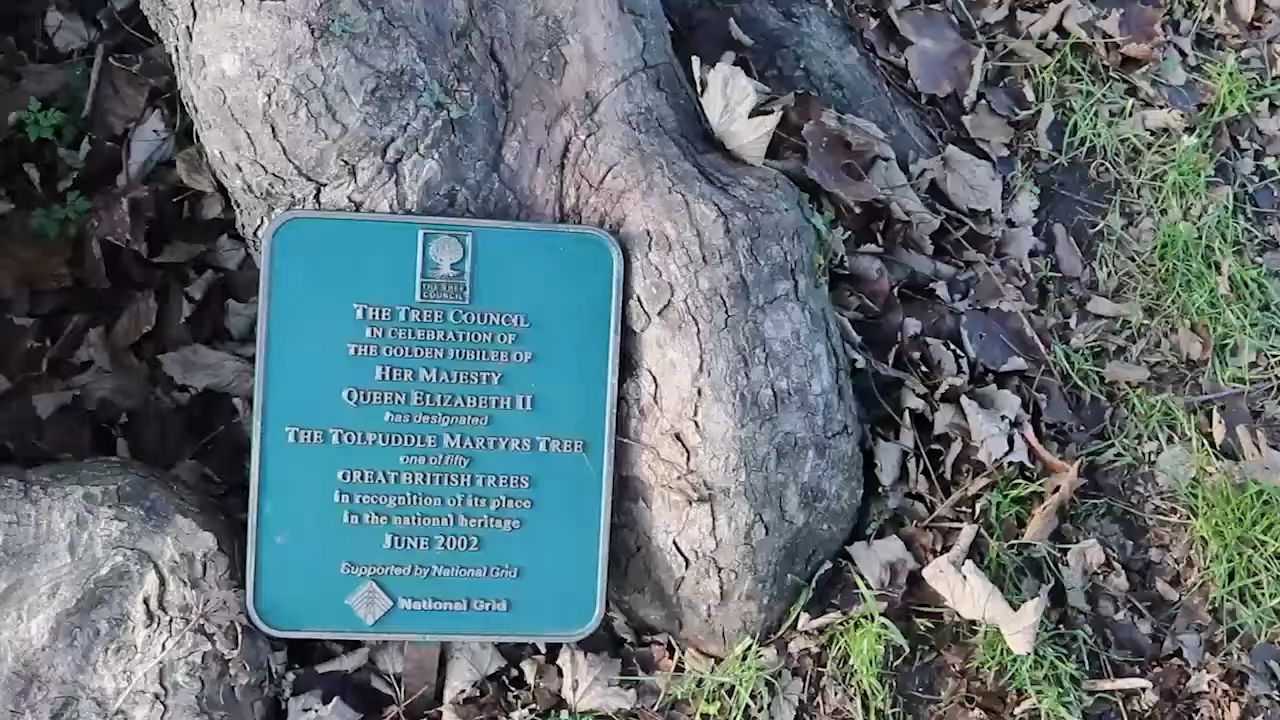 THE TREE
COUNCIL
THE TREE COUNCIL
IN CELEBRATION OF
THE GOLDEN JUBILEE OF
HER MAJESTY
QUEEN ELIZABETH II
has designated
THE TOLPUDDLE MARTYRS TREE
one of fifty
GREAT BRITISH TREES
in recognition of its place
in the national heritage
JUNE 2002
Supported by National Grid
National Grid